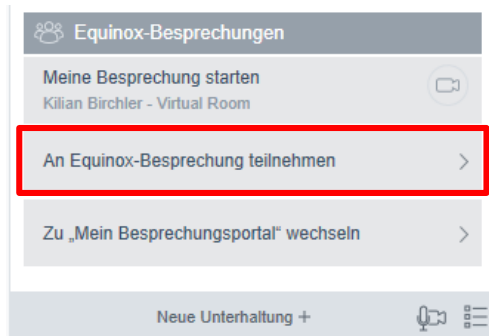 Equinox-Besprechungen
Meine Besprechung starten
Kilian Birchler - Virtual Room
An Equinox-Besprechung teilnehmen
Zu „Mein Besprechungsportal“ wechseln
Neue Unterhaltung +